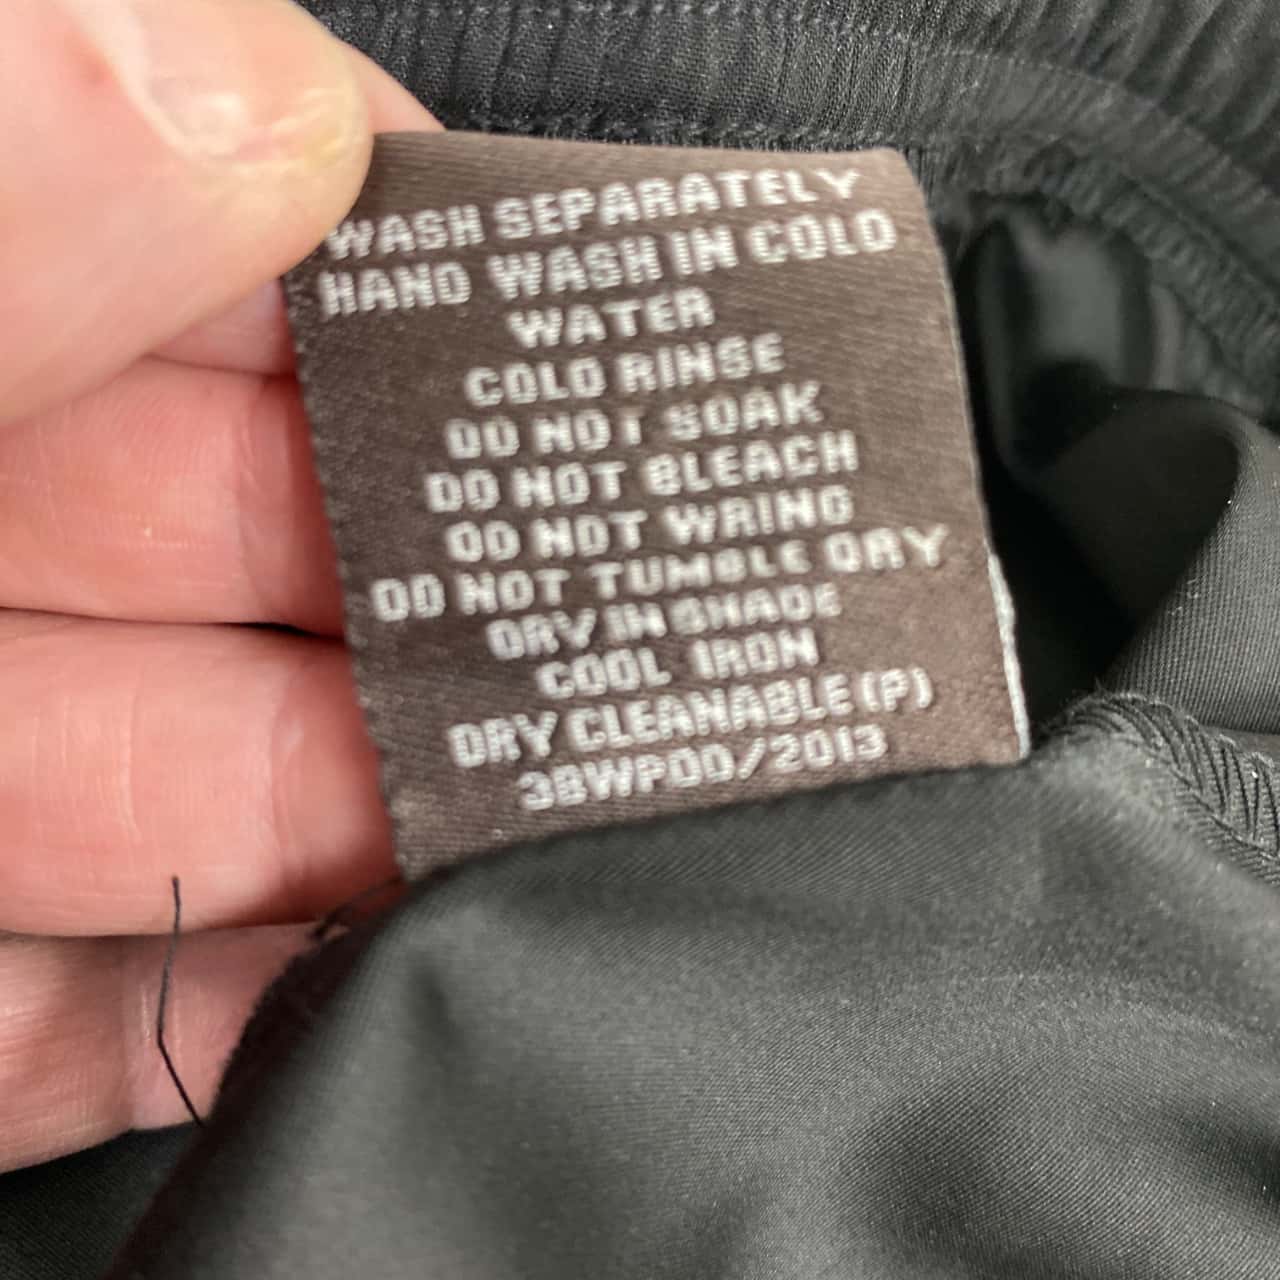 WASH SEPARATELY
HAND WASH IN COLD
WATER
COLD RINSE
DO NOT SOAK
DO NOT BLEACH
DO NOT WRING
DO NOT TUMBLE DRY
DRY IN SHADE
COOL IRON
DRY CLEANABLE (P)
3BWPDD/2013